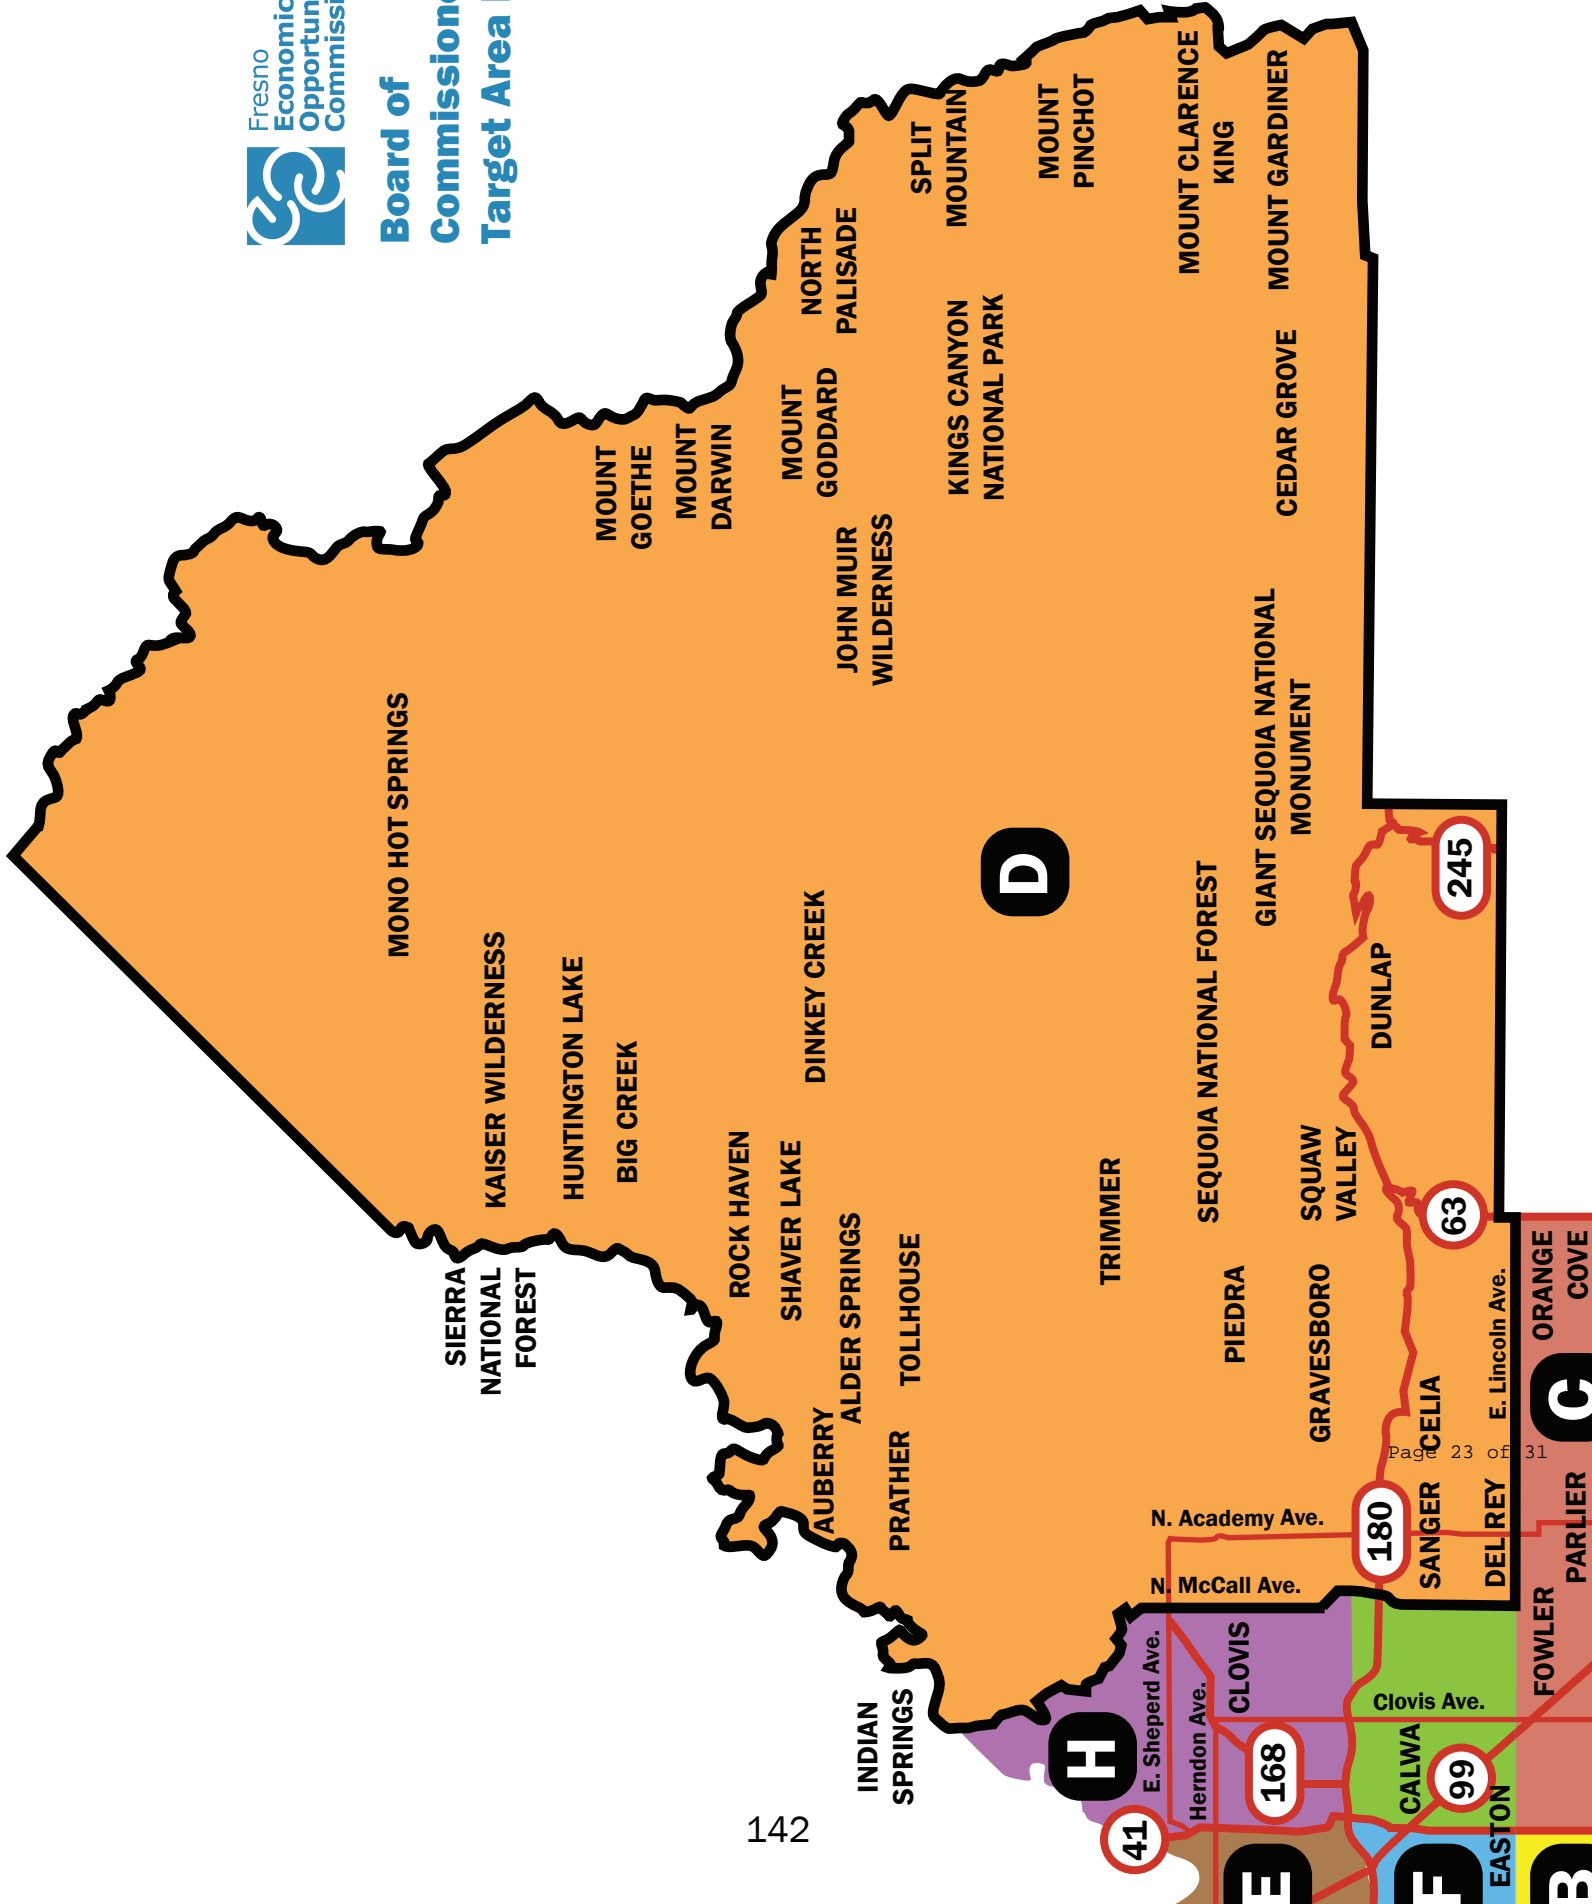 Fresno
Economic
Opportun
Commissi
Board of
Commission
Target Area
MOUNT CLARENCE
KING
MOUNT GARDINER
SPLIT
MOUNTAIN
MOUNT
PINCHOT
NORTH
PALISADE
KINGS CANYON
NATIONAL PARK
CEDAR GROVE
MOUNT
GODDARD
MOUNT
DARWIN
MOUNT
GOETHE
JOHN MUIR
WILDERNESS
GIANT SEQUOIA NATIONAL
MONUMENT
MONO HOT SPRINGS
D
245
DUNLAP
SEQUOIA NATIONAL FOREST
DINKEY CREEK
KAISER WILDERNESS
HUNTINGTON LAKE
BIG CREEK
ROCK HAVEN
SHAVER LAKE
TRIMMER
SQUAW
VALLEY
63
SIERRA
NATIONAL
FOREST
ALDER SPRINGS
TOLLHOUSE
PIEDRA
GRAVESBORO
E. Lincoln Ave.
ORANGE
COVE
CELIA
C
AUBERRY
PRATHER
Page 23 of 31
N. Academy Ave.
180
SANGER
DEL REY
PARLIER
N. McCall Ave.
FOWLER
INDIAN
SPRINGS
H
E. Sheperd Ave.
Herndon Ave.
CLOVIS
Clovis Ave.
168
CALWA
99
EASTON
41
E
F
B
142